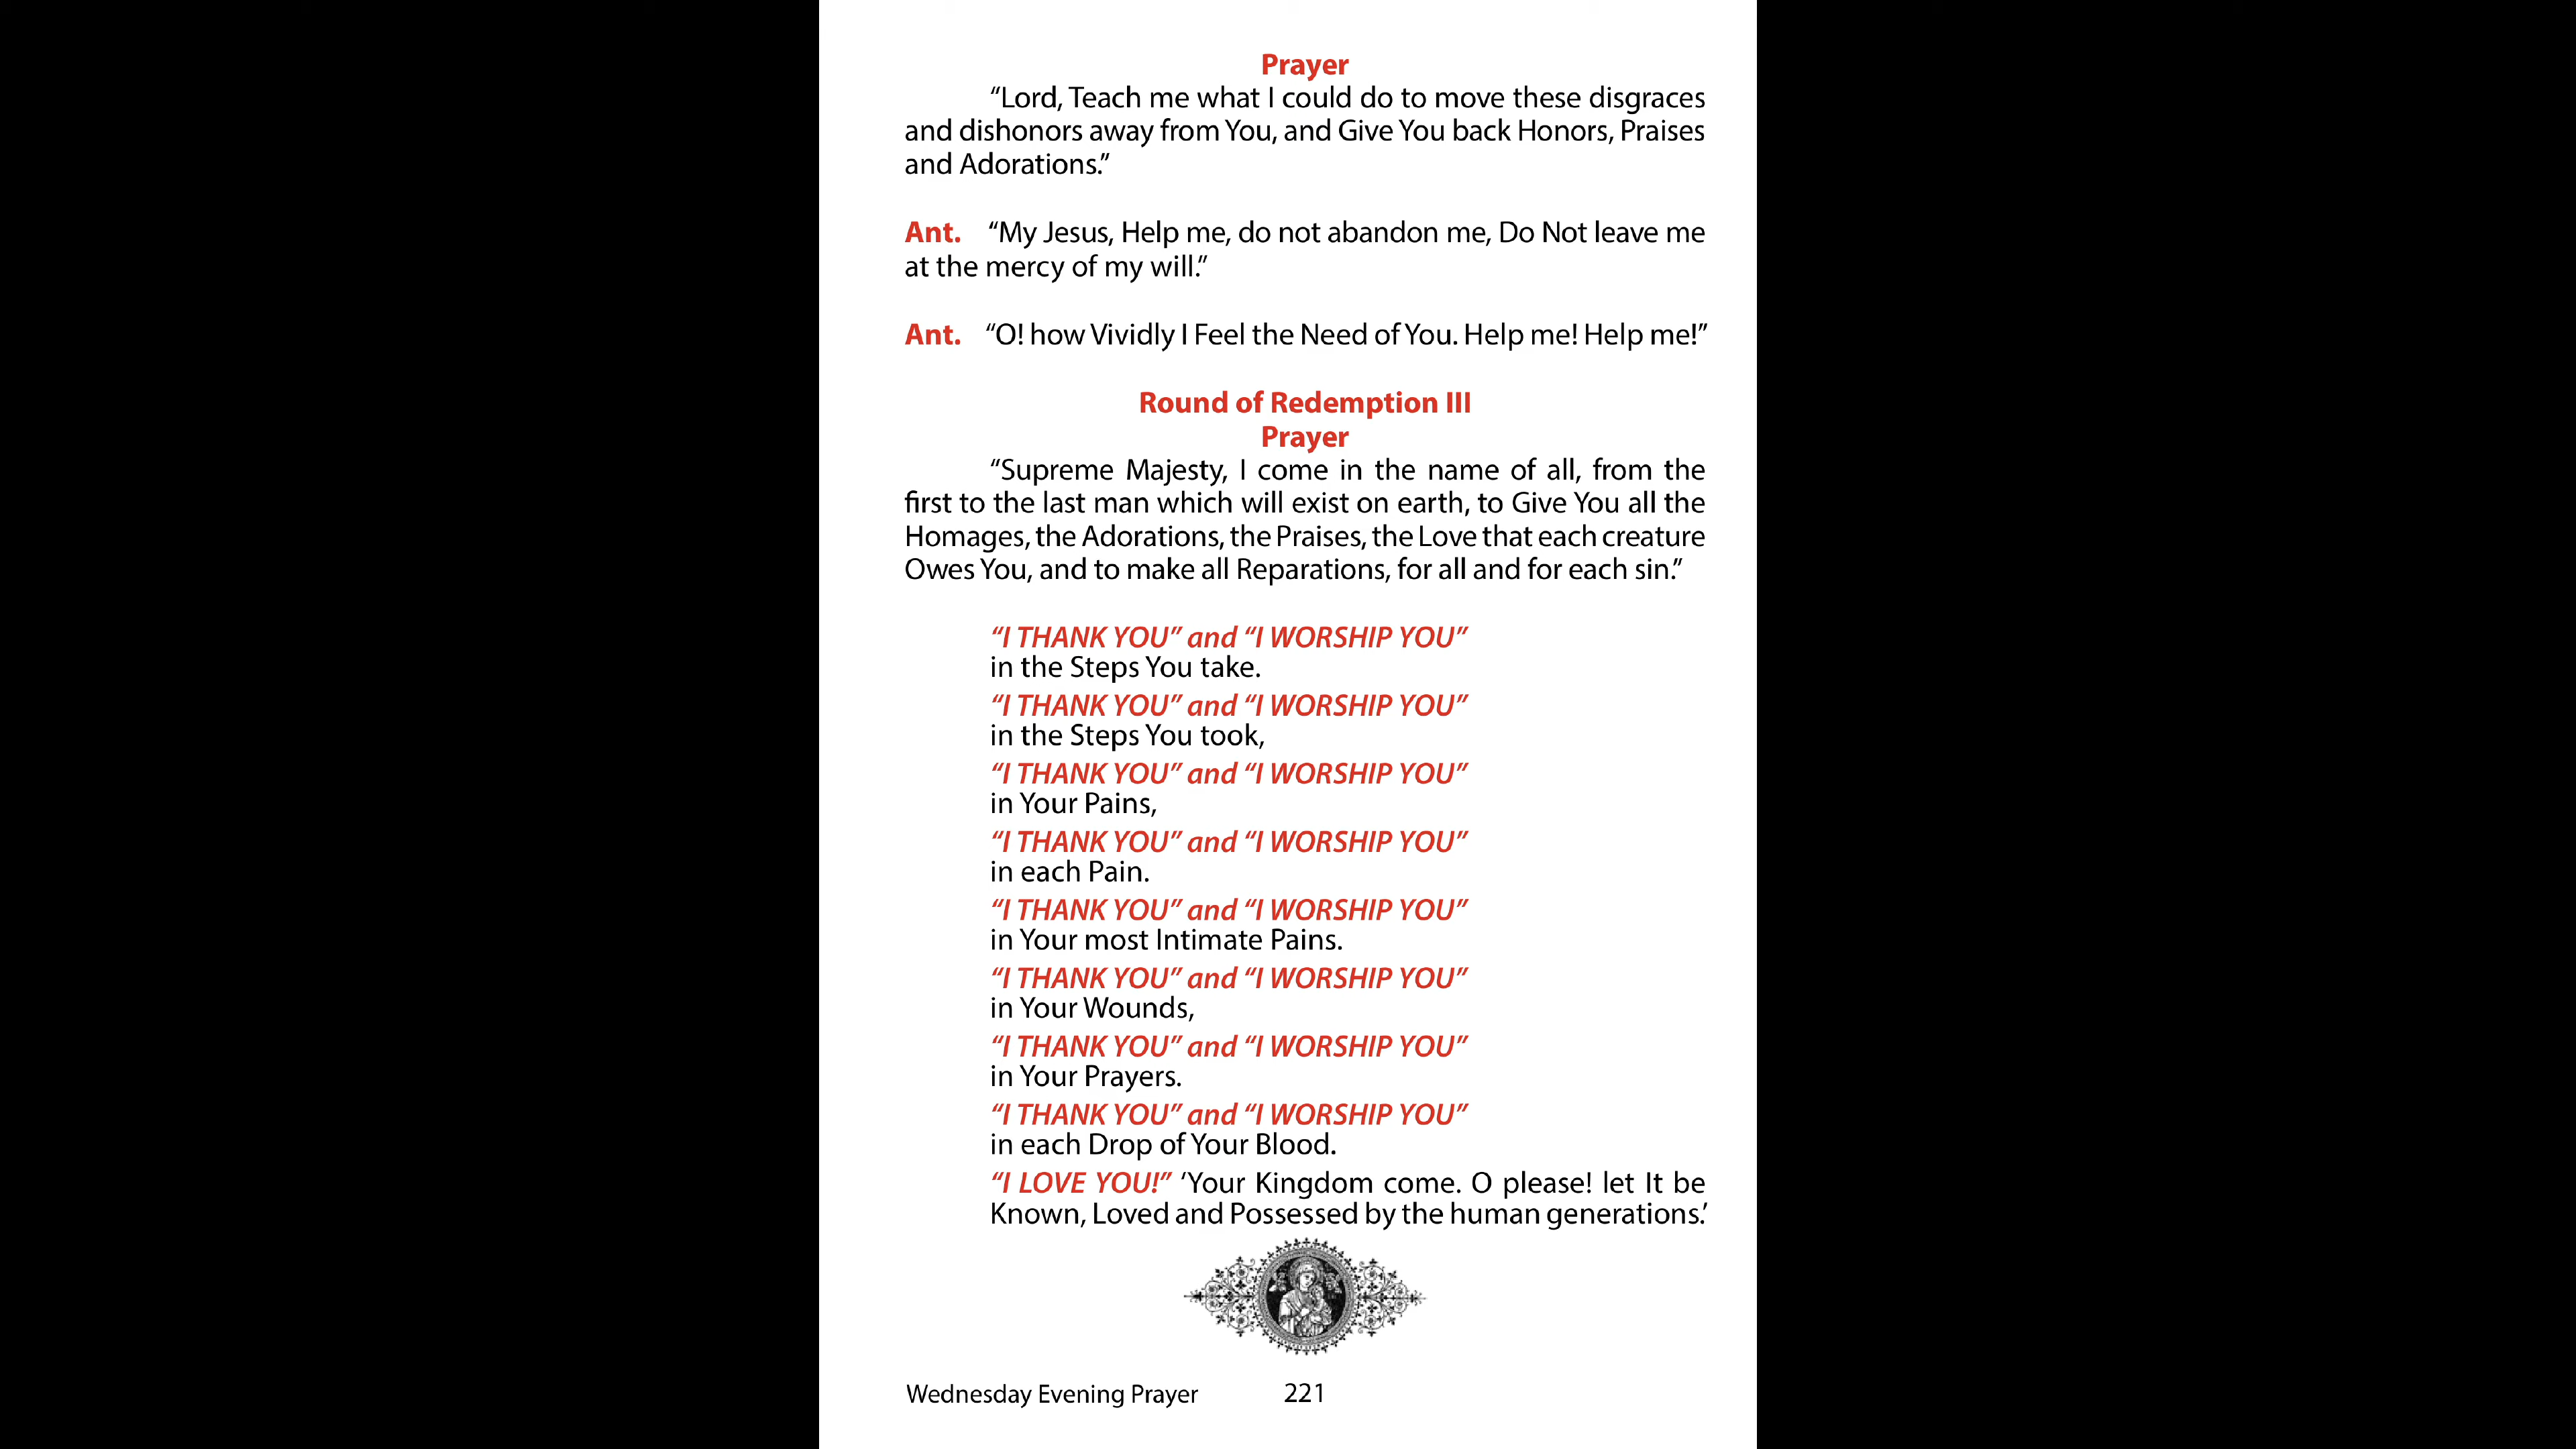 Prayer
“Lord, Teach me what I could do to move these disgraces
and dishonors away from You, and Give You back Honors, Praises
and Adorations.”
Ant. “My Jesus, Help me, do not abandon me, Do Not leave me
at the mercy of my will.”
Ant. “O! how Vividly I Feel the Need of You. Help me! Help me!”
Round of Redemption III
Prayer
“Supreme Majesty, I come in the name of all, from the
first to the last man which will exist on earth, to Give You all the
Homages, the Adorations, the Praises, the Love that each creature
Owes You, and to make all Reparations, for all and for each sin.”
“I THANK YOU” and “I WORSHIP YOU”
in the Steps You take.
“I THANK YOU” and “I WORSHIP YOU”
in the Steps You took,
“I THANK YOU” and “I WORSHIP YOU”
in Your Pains,
“I THANK YOU” and “I WORSHIP YOU”
in each Pain.
“I THANK YOU” and “I WORSHIP YOU”
in Your most Intimate Pains.
“I THANK YOU” and “I WORSHIP YOU”
in Your Wounds,
“I THANK YOU” and “I WORSHIP YOU”
in Your Prayers.
“I THANK YOU” and “I WORSHIP YOU”
in each Drop of Your Blood.
“I LOVE YOU!” ‘Your Kingdom come. O please! let It be
Known, Loved and Possessed by the human generations.’
Wednesday Evening Prayer 221